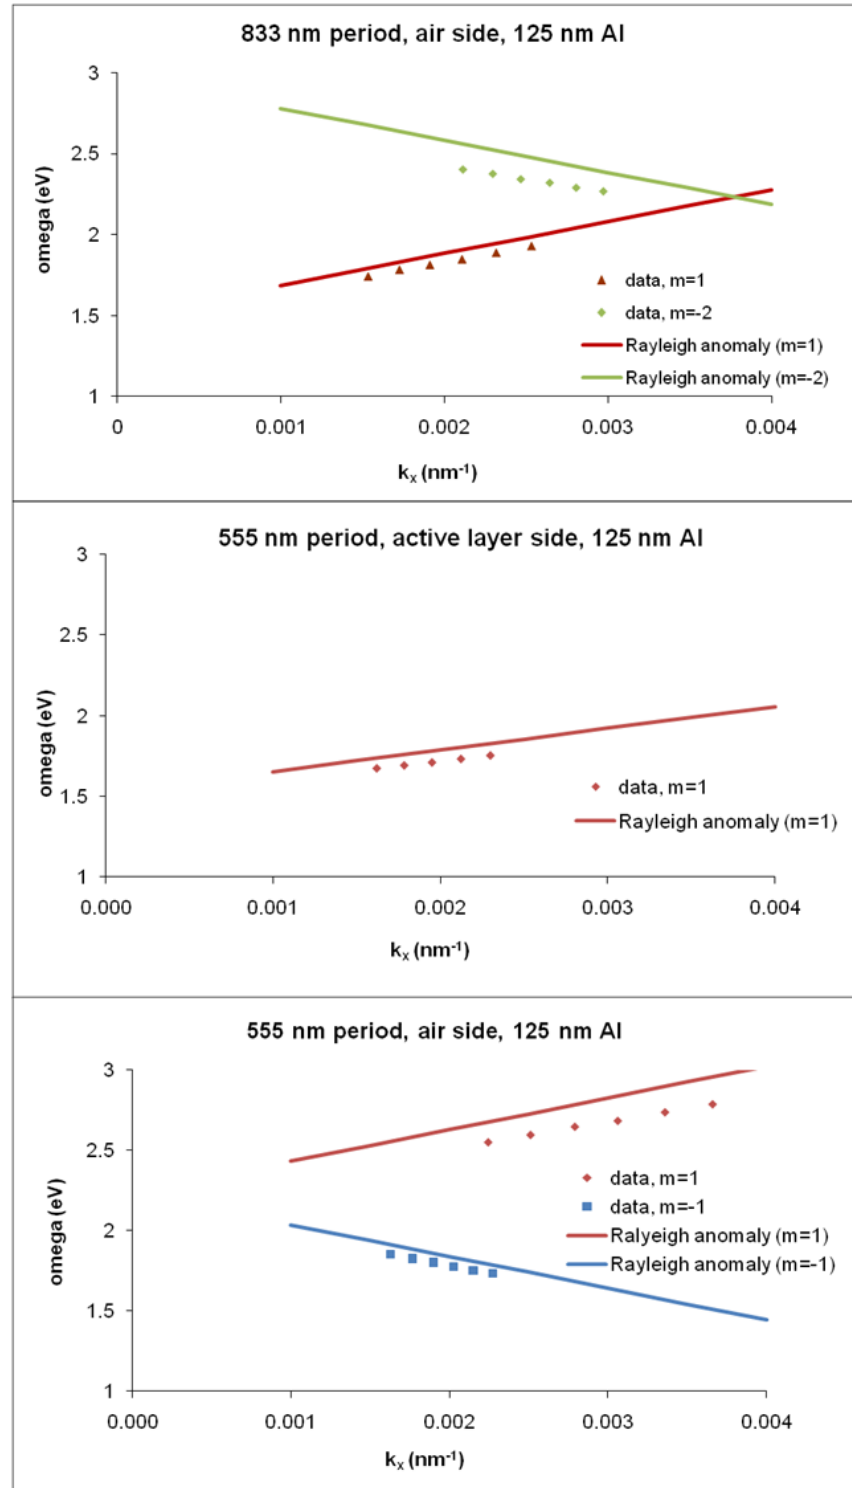 833 nm period, air side, 125 nm Al
3
2.5
2
1.5
1
omega (eV)
0 0.001 0.002 0.003 0.004
kₓ (nm⁻¹)
data, m=1
data, m=-2
Rayleigh anomaly (m=1)
Rayleigh anomaly (m=-2)
555 nm period, active layer side, 125 nm Al
3
2.5
2
1.5
1
omega (eV)
0.000 0.001 0.002 0.003 0.004
kₓ (nm⁻¹)
data, m=1
Rayleigh anomaly (m=1)
555 nm period, air side, 125 nm Al
3
2.5
2
1.5
1
omega (eV)
0.000 0.001 0.002 0.003 0.004
kₓ (nm⁻¹)
data, m=1
data, m=-1
Ralyeigh anomaly (m=1)
Rayleigh anomaly (m=-1)